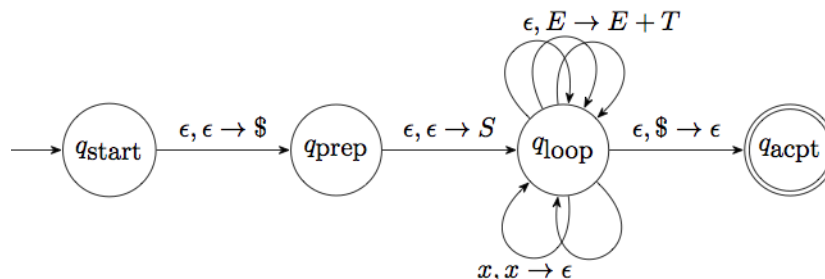 ϵ, E → E + T
ϵ, ϵ → $
ϵ, ϵ → S
ϵ, $ → ϵ
q_start
q_prep
q_loop
q_acpt
x, x → ϵ